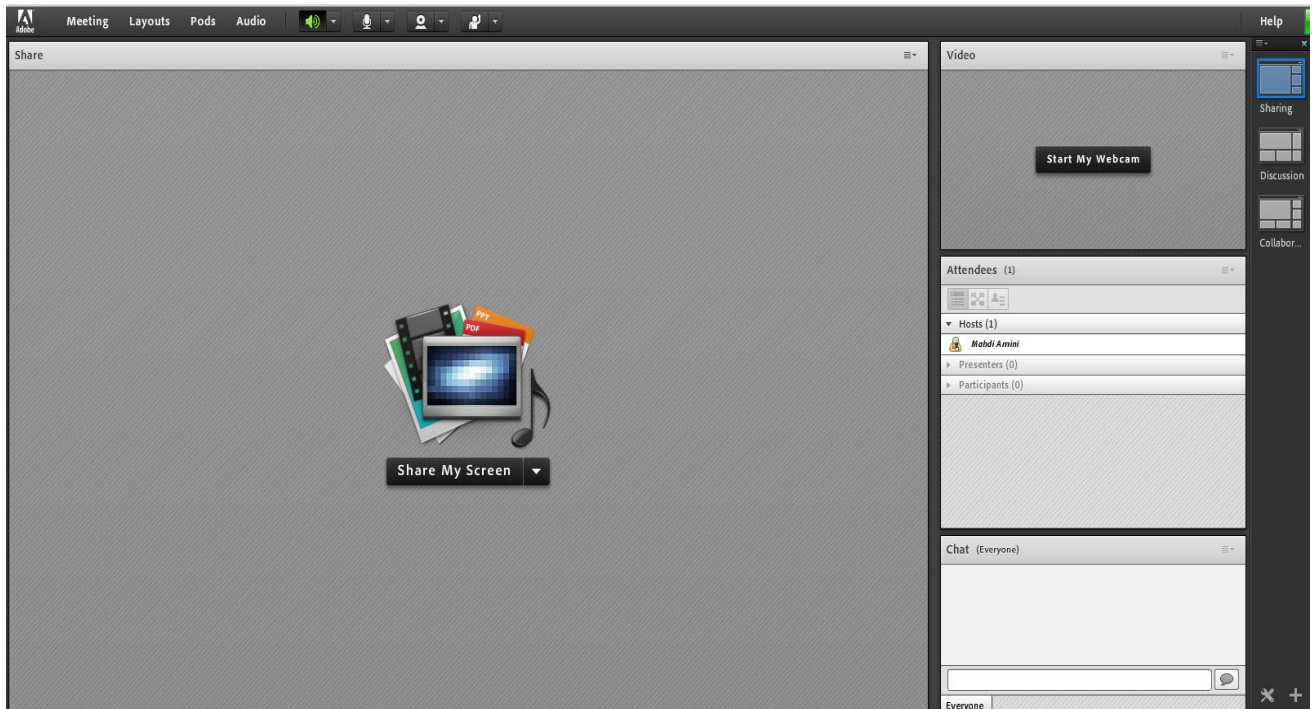 Adobe
Meeting Layouts Pods Audio
Help
Share
Video
Sharing
Start My Webcam
Discussion
Collabor...
Attendees (1)
Hosts (1)
Mahdi Amini
Presenters (0)
Participants (0)
PPT
PDF
Share My Screen
Chat (Everyone)
Everyone